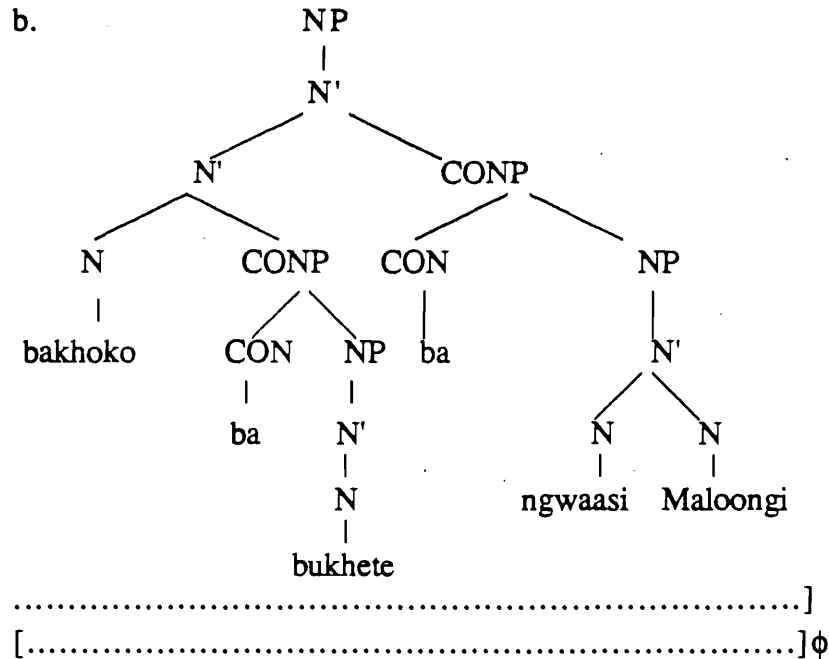 b. NP
N'
N' CONP
N CONP CON NP
bakhoko CON NP ba N'
ba N' N N
N ngwaasi Maloongi
bukhete
......................................................................]
[......................................................................]ɸ